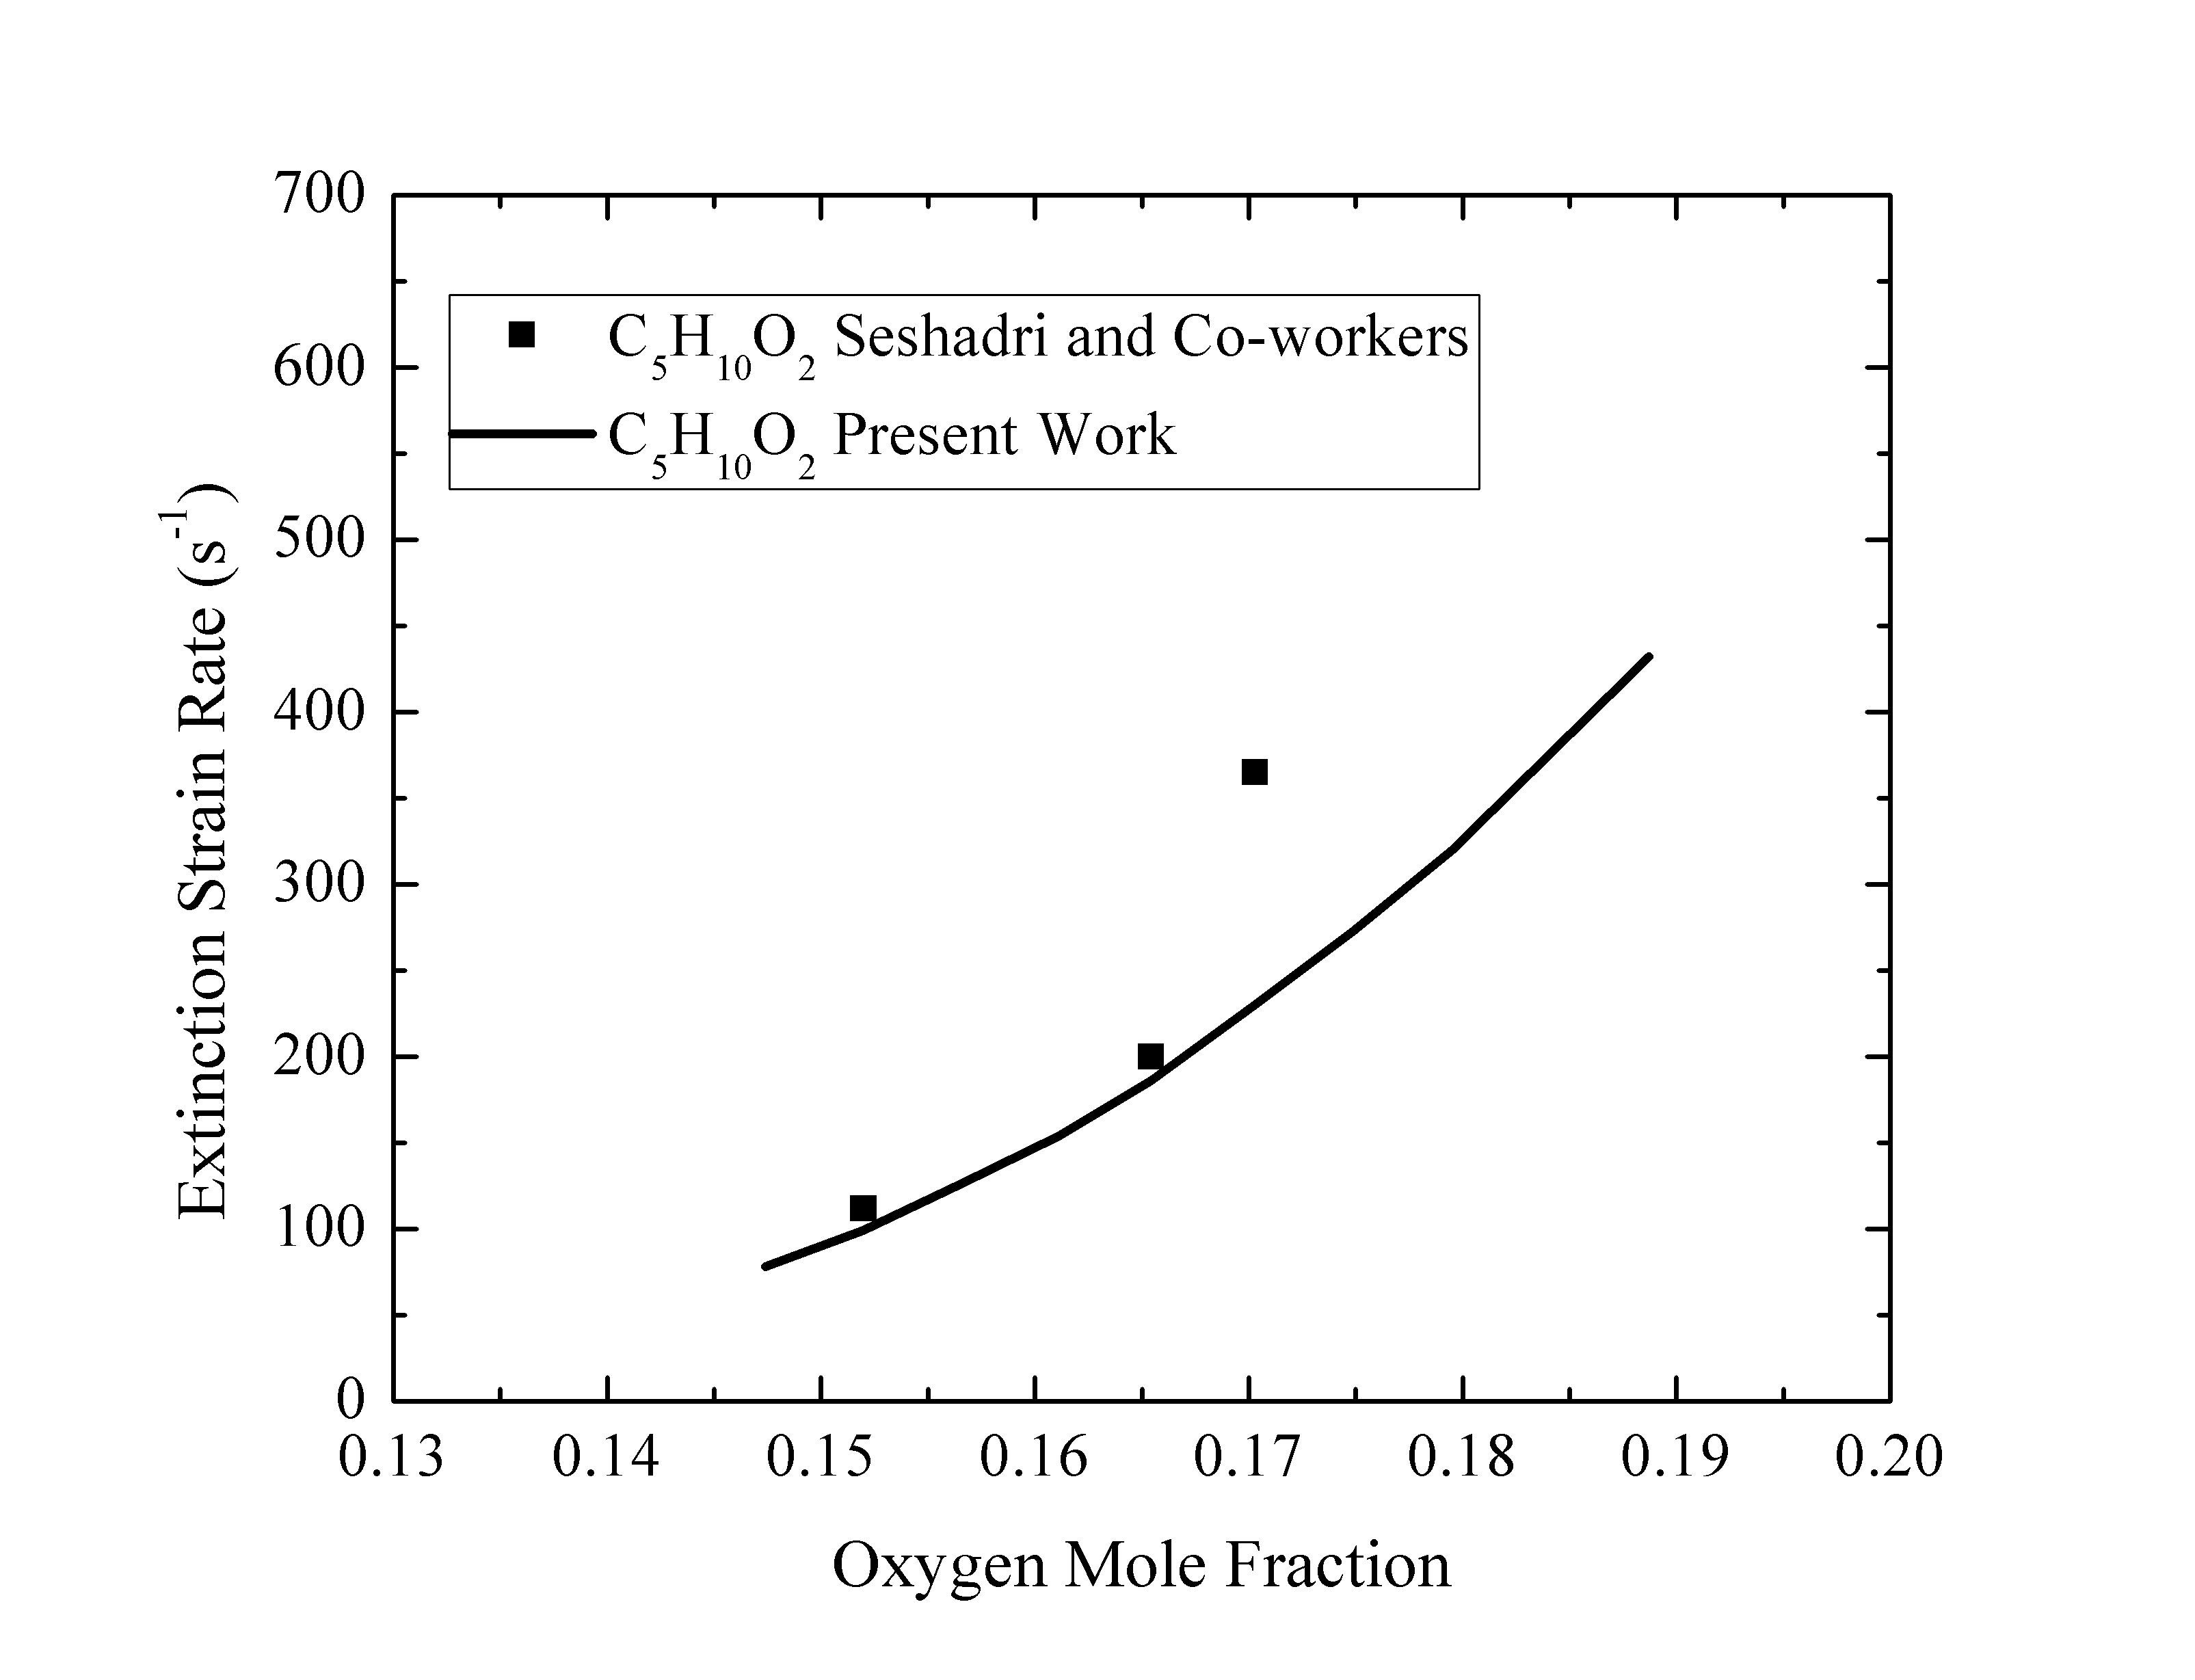 700
600
500
400
300
200
100
0
0.13 0.14 0.15 0.16 0.17 0.18 0.19 0.20
Extinction Strain Rate (s⁻¹)
Oxygen Mole Fraction
C₅H₁₀O₂ Seshadri and Co-workers
C₅H₁₀O₂ Present Work